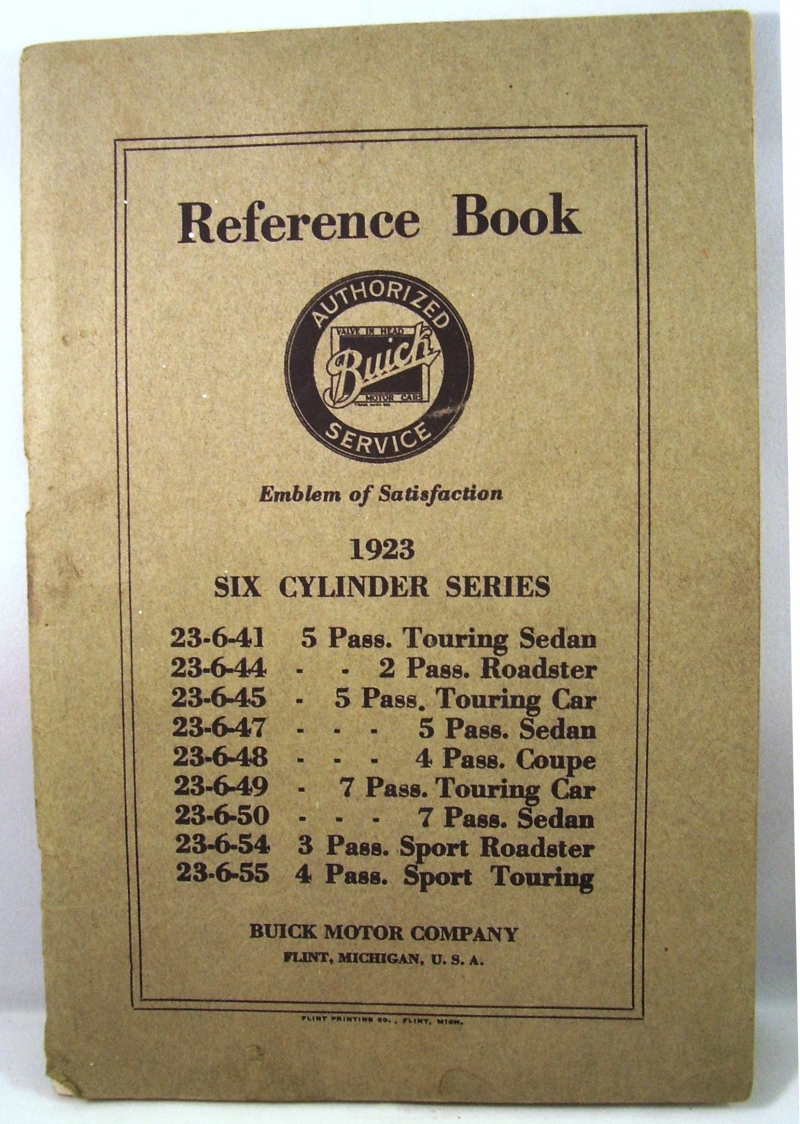 Reference Book
AUTHORIZED
VALVE IN HEAD
Buick
MOTOR CARS
SERVICE
Emblem of Satisfaction
1923
SIX CYLINDER SERIES
23-6-41 5 Pass. Touring Sedan
23-6-44 - - 2 Pass. Roadster
23-6-45 - 5 Pass. Touring Car
23-6-47 - - - 5 Pass. Sedan
23-6-48 - - - 4 Pass. Coupe
23-6-49 - 7 Pass. Touring Car
23-6-50 - - - 7 Pass. Sedan
23-6-54 3 Pass. Sport Roadster
23-6-55 4 Pass. Sport Touring
BUICK MOTOR COMPANY
FLINT, MICHIGAN, U. S. A.
FLINT PRINTING CO., FLINT, MICH.